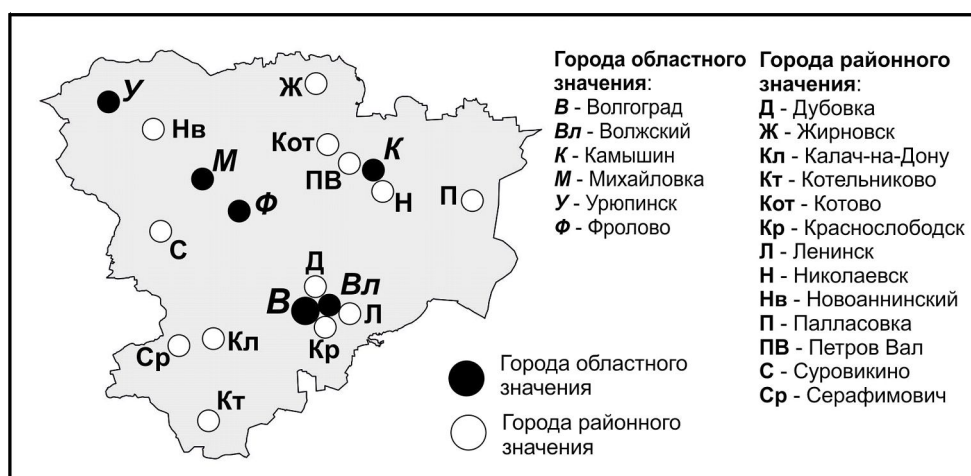 У
Ж
Нв
Кот
К
М
ПВ
Н
П
Ф
С
Д
Вл
В
Л
Кр
Кл
Ср
Кт
Города областного
значения:
В - Волгоград
Вл - Волжский
К - Камышин
М - Михайловка
У - Урюпинск
Ф - Фролово
Города районного
значения:
Д - Дубовка
Ж - Жирновск
Кл - Калач-на-Дону
Кт - Котельниково
Кот - Котово
Кр - Краснослободск
Л - Ленинск
Н - Николаевск
Нв - Новоаннинский
П - Палласовка
ПВ - Петров Вал
С - Суровикино
Ср - Серафимович
Города областного
значения
Города районного
значения